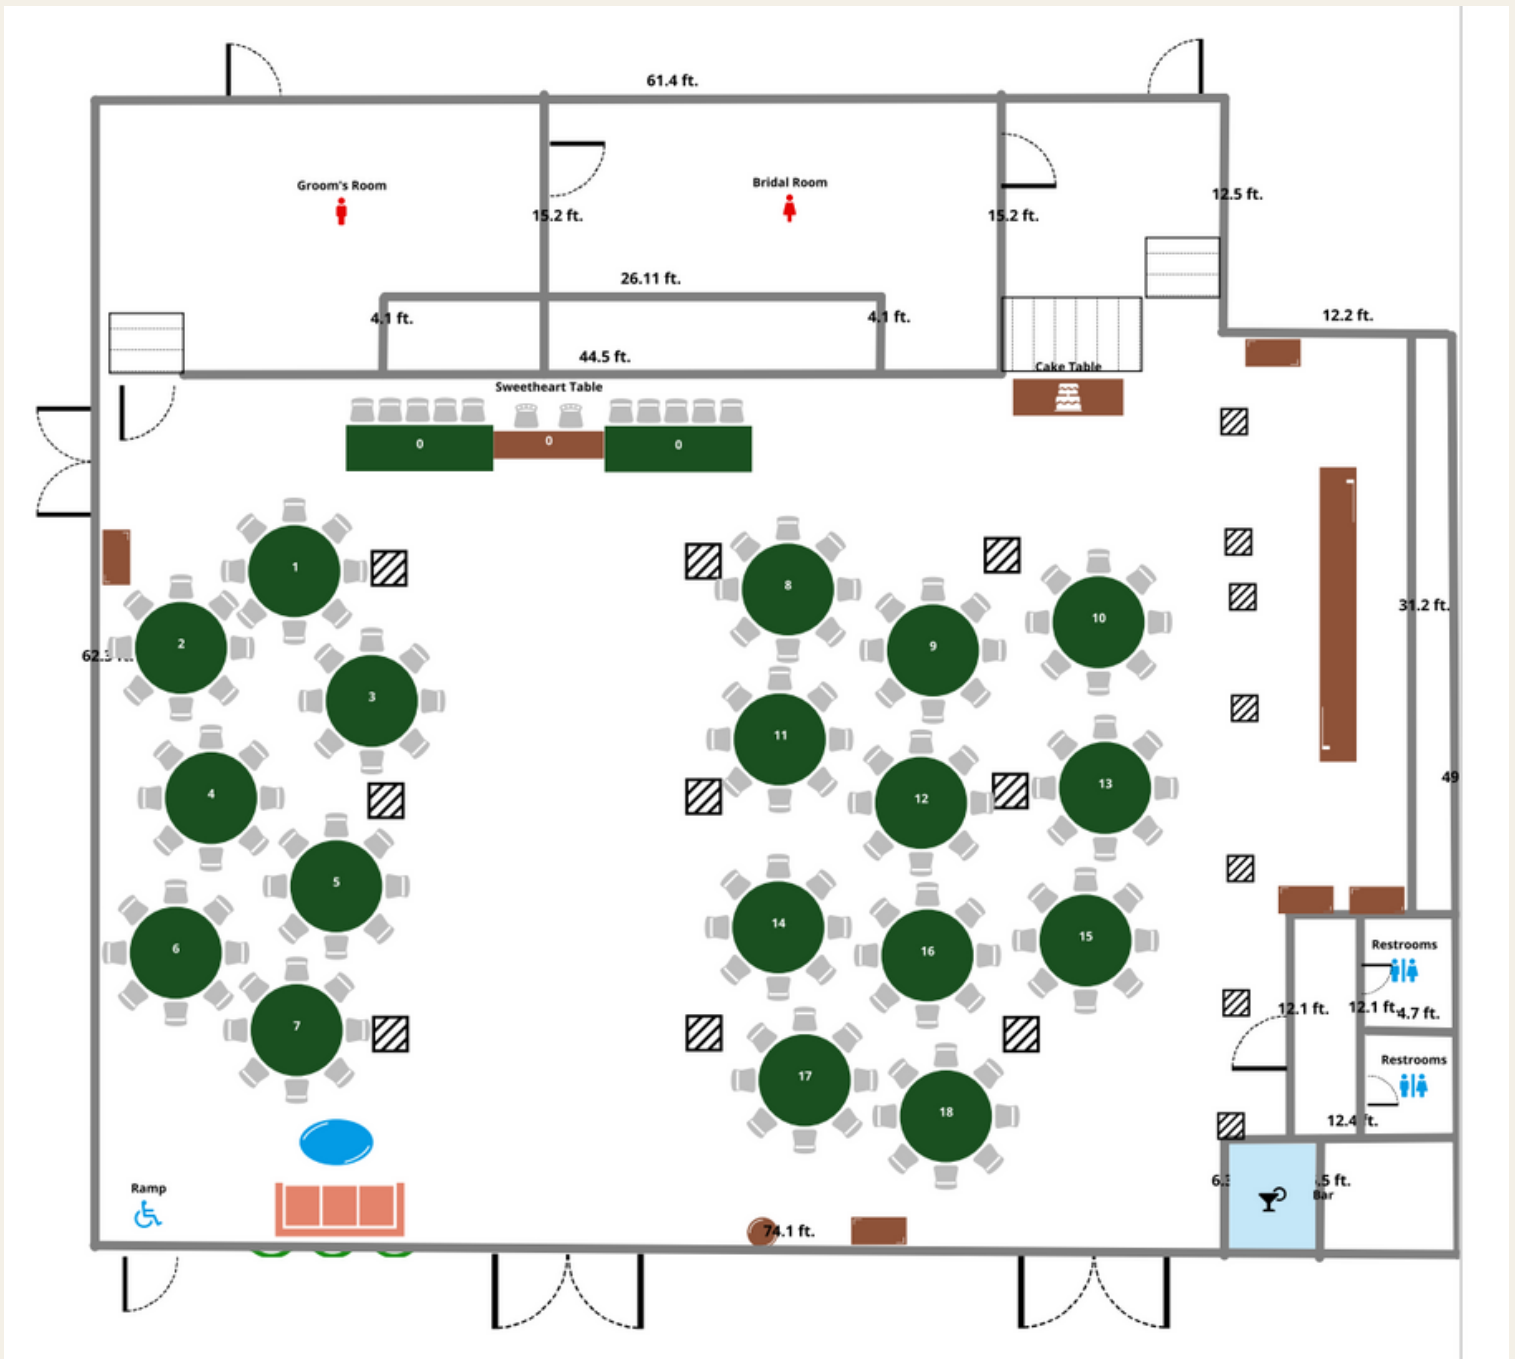 61.4 ft.
Groom's Room
Bridal Room
12.5 ft.
15.2 ft.
15.2 ft.
26.11 ft.
4.1 ft.
4.1 ft.
12.2 ft.
44.5 ft.
Cake Table
Sweetheart Table
0
0
0
1
8
2
9
10
31.2 ft.
3
11
13
49
4
12
5
14
15
6
16
Restrooms
12.1 ft.
12.1 ft.
4.7 ft.
7
Restrooms
17
18
12.4 ft.
Ramp
.5 ft.
Bar
74.1 ft.